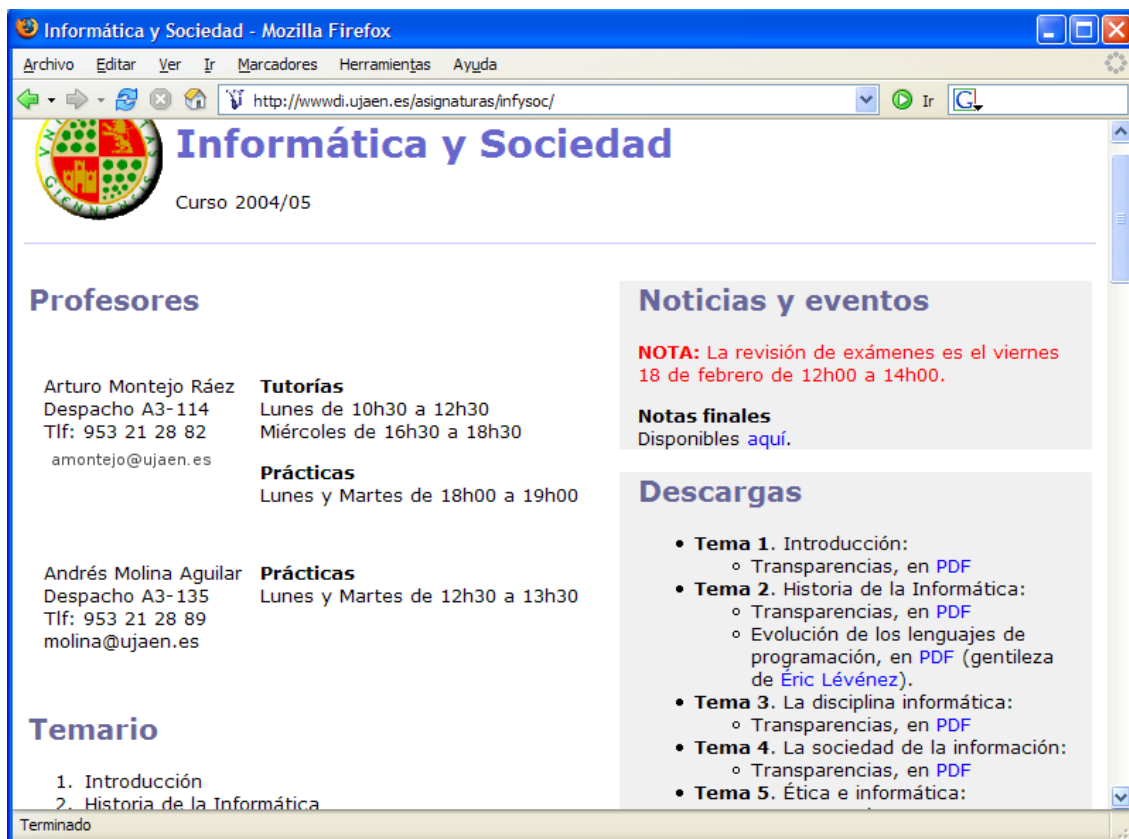 Informática y Sociedad - Mozilla Firefox
Archivo Editar Ver Ir Marcadores Herramientas Ayuda
http://wwwdi.ujaen.es/asignaturas/infysoc/ Ir G
Informática y Sociedad
Curso 2004/05
Profesores
Arturo Montejo Ráez
Despacho A3-114
Tlf: 953 21 28 82
amontejo@ujaen.es
Tutorías
Lunes de 10h30 a 12h30
Miércoles de 16h30 a 18h30
Prácticas
Lunes y Martes de 18h00 a 19h00
Andrés Molina Aguilar
Despacho A3-135
Tlf: 953 21 28 89
molina@ujaen.es
Prácticas
Lunes y Martes de 12h30 a 13h30
Temario
1. Introducción
2. Historia de la Informática
Noticias y eventos
NOTA: La revisión de exámenes es el viernes
18 de febrero de 12h00 a 14h00.
Notas finales
Disponibles aquí.
Descargas
• Tema 1. Introducción:
◦ Transparencias, en PDF
• Tema 2. Historia de la Informática:
◦ Transparencias, en PDF
◦ Evolución de los lenguajes de
programación, en PDF (gentileza
de Éric Lévénez).
• Tema 3. La disciplina informática:
◦ Transparencias, en PDF
• Tema 4. La sociedad de la información:
◦ Transparencias, en PDF
• Tema 5. Ética e informática:
Terminado